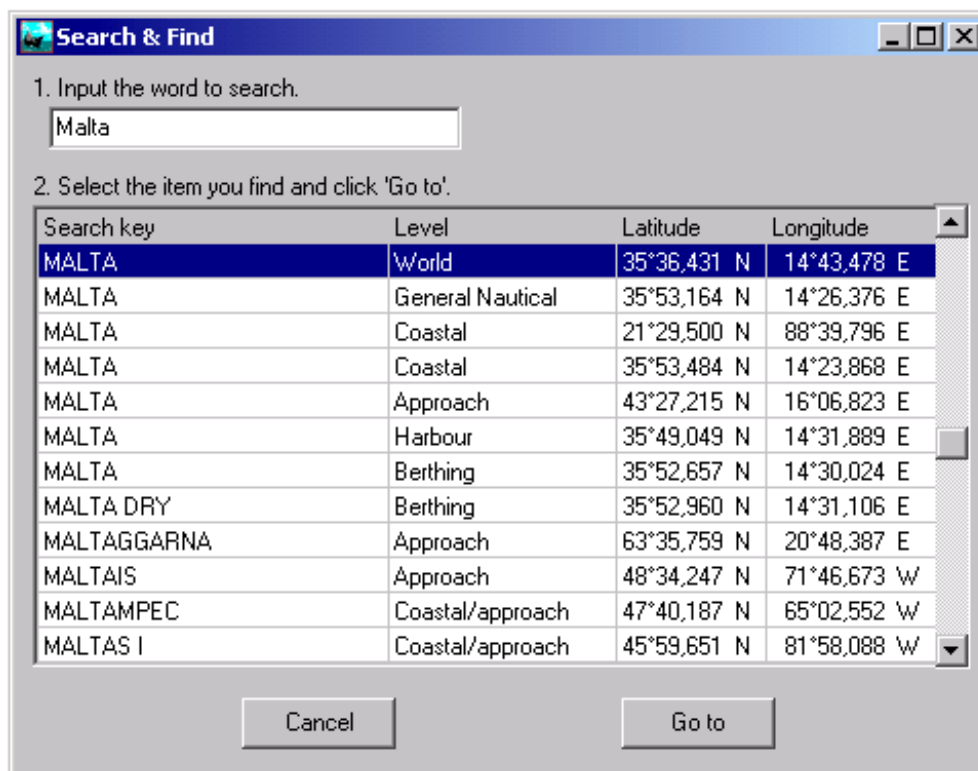 Search & Find
1. Input the word to search.
Malta
2. Select the item you find and click 'Go to'.
Search key Level Latitude Longitude
MALTA World 35°36,431 N 14°43,478 E
MALTA General Nautical 35°53,164 N 14°26,376 E
MALTA Coastal 21°29,500 N 88°39,796 E
MALTA Coastal 35°53,484 N 14°23,868 E
MALTA Approach 43°27,215 N 16°06,823 E
MALTA Harbour 35°49,049 N 14°31,889 E
MALTA Berthing 35°52,657 N 14°30,024 E
MALTA DRY Berthing 35°52,960 N 14°31,106 E
MALTAGGARNA Approach 63°35,759 N 20°48,387 E
MALTAIS Approach 48°34,247 N 71°46,673 W
MALTAMPEC Coastal/approach 47°40,187 N 65°02,552 W
MALTAS I Coastal/approach 45°59,651 N 81°58,088 W
Cancel Go to